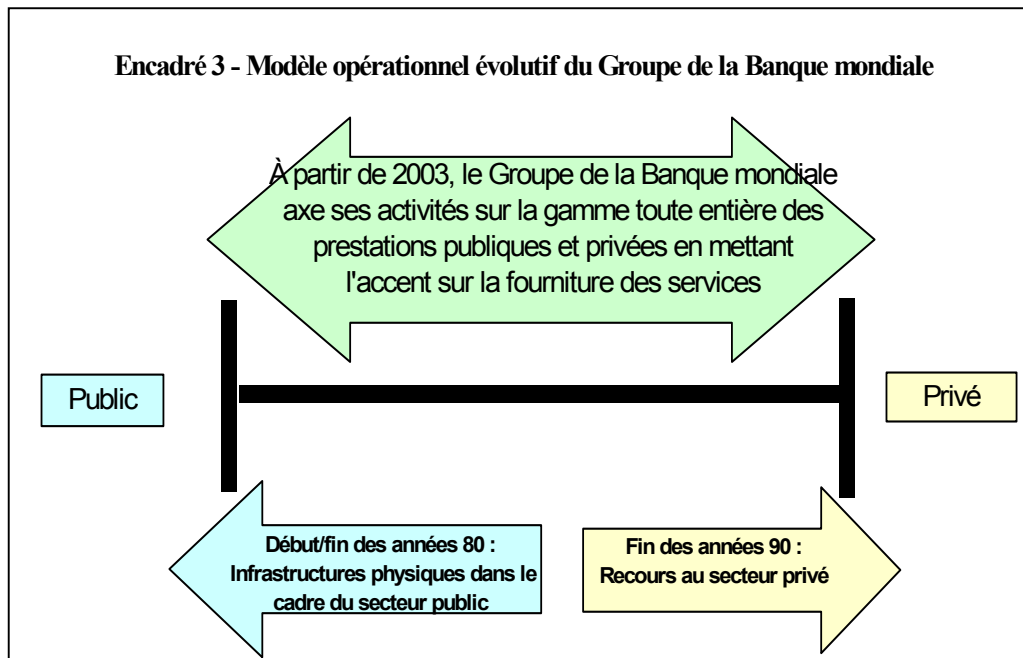 Encadré 3 - Modèle opérationnel évolutif du Groupe de la Banque mondiale
À partir de 2003, le Groupe de la Banque mondiale
axe ses activités sur la gamme toute entière des
prestations publiques et privées en mettant
l'accent sur la fourniture des services
Public
Privé
Début/fin des années 80 :
Infrastructures physiques dans le
cadre du secteur public
Fin des années 90 :
Recours au secteur privé